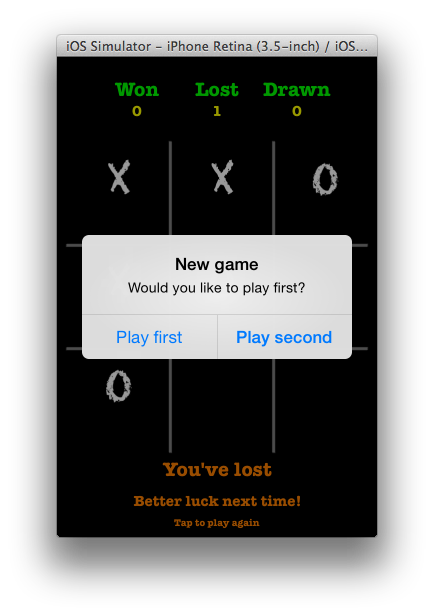 iOS Simulator – iPhone Retina (3.5-inch) / iOS...
Won Lost Drawn
0 1 0
X X O
New game
Would you like to play first?
Play first Play second
O
You've lost
Better luck next time!
Tap to play again